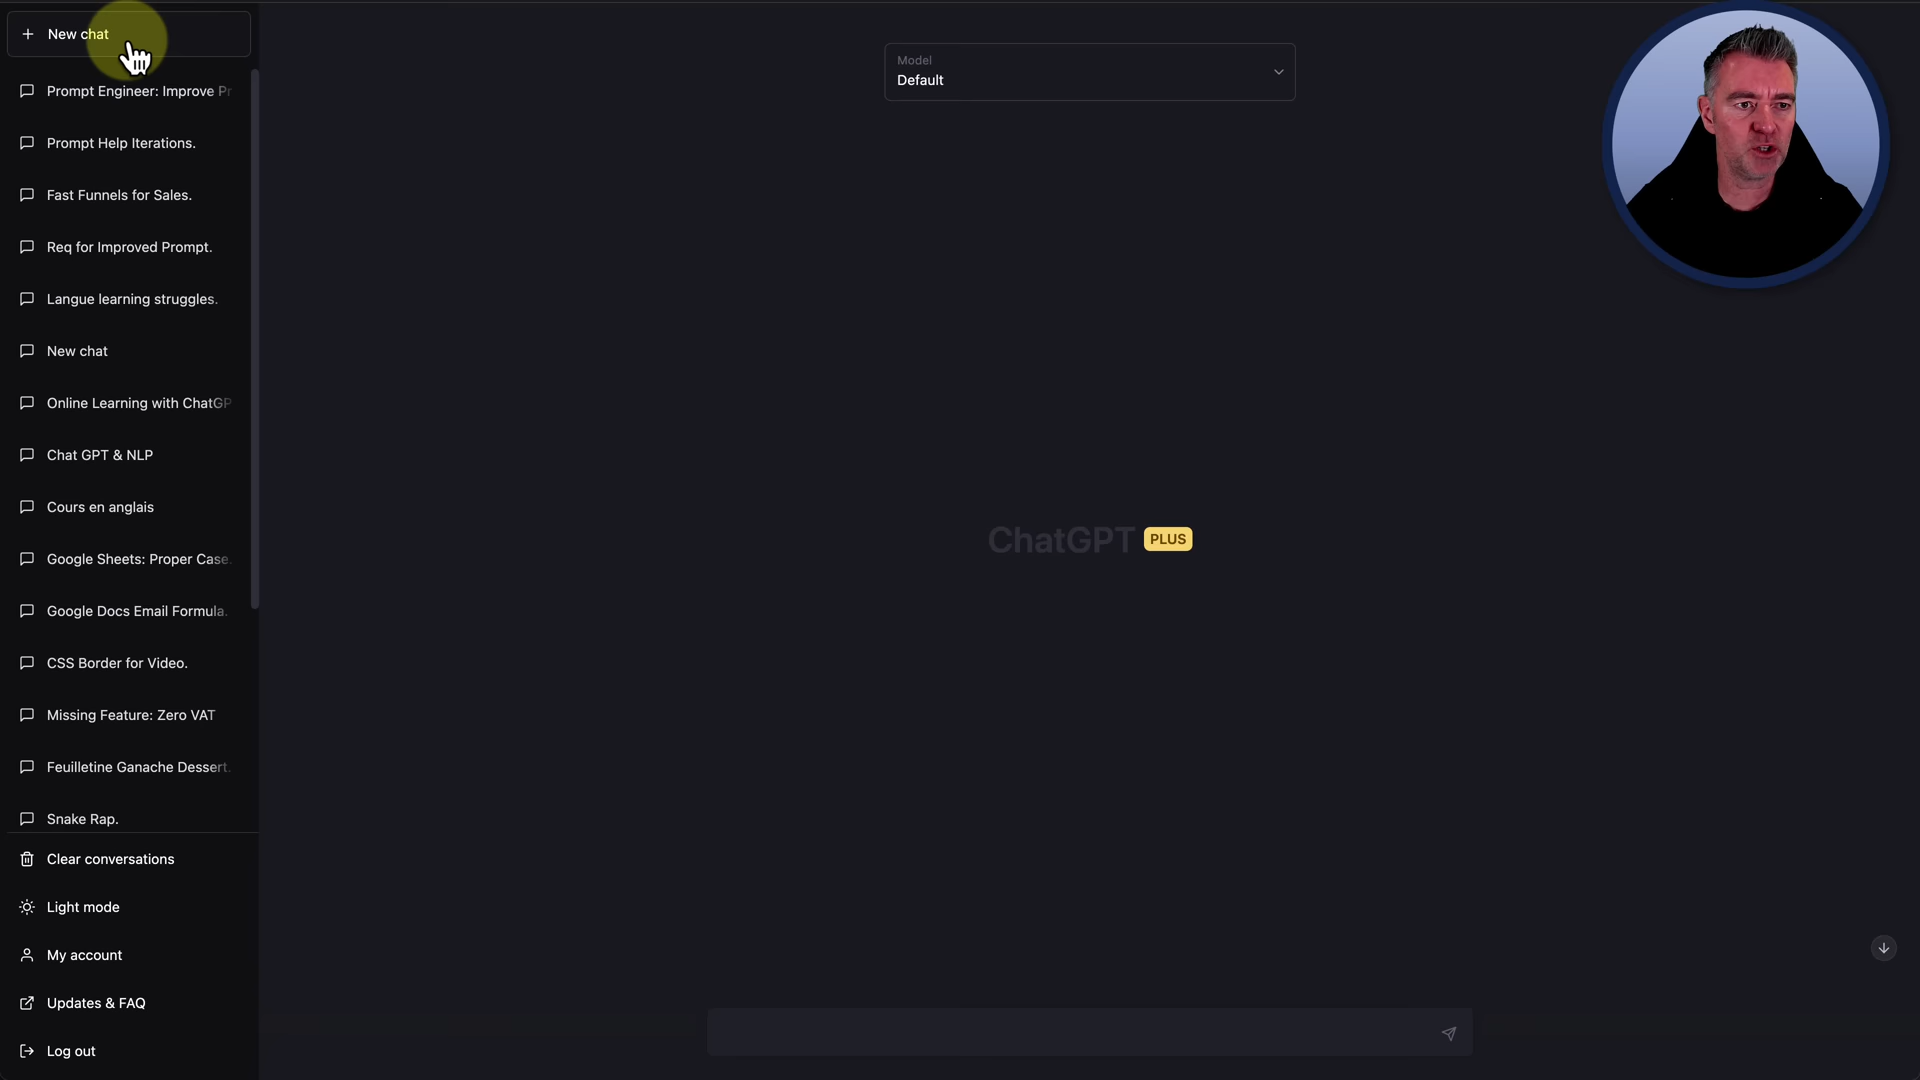 New chat
Prompt Engineer: Improve Pr
Prompt Help Iterations.
Fast Funnels for Sales.
Req for Improved Prompt.
Langue learning struggles.
New chat
Online Learning with ChatGP
Chat GPT & NLP
Cours en anglais
Google Sheets: Proper Case.
Google Docs Email Formula.
CSS Border for Video.
Missing Feature: Zero VAT
Feuilletine Ganache Dessert.
Snake Rap.
Clear conversations
Light mode
My account
Updates & FAQ
Log out
Model
Default
ChatGPT PLUS